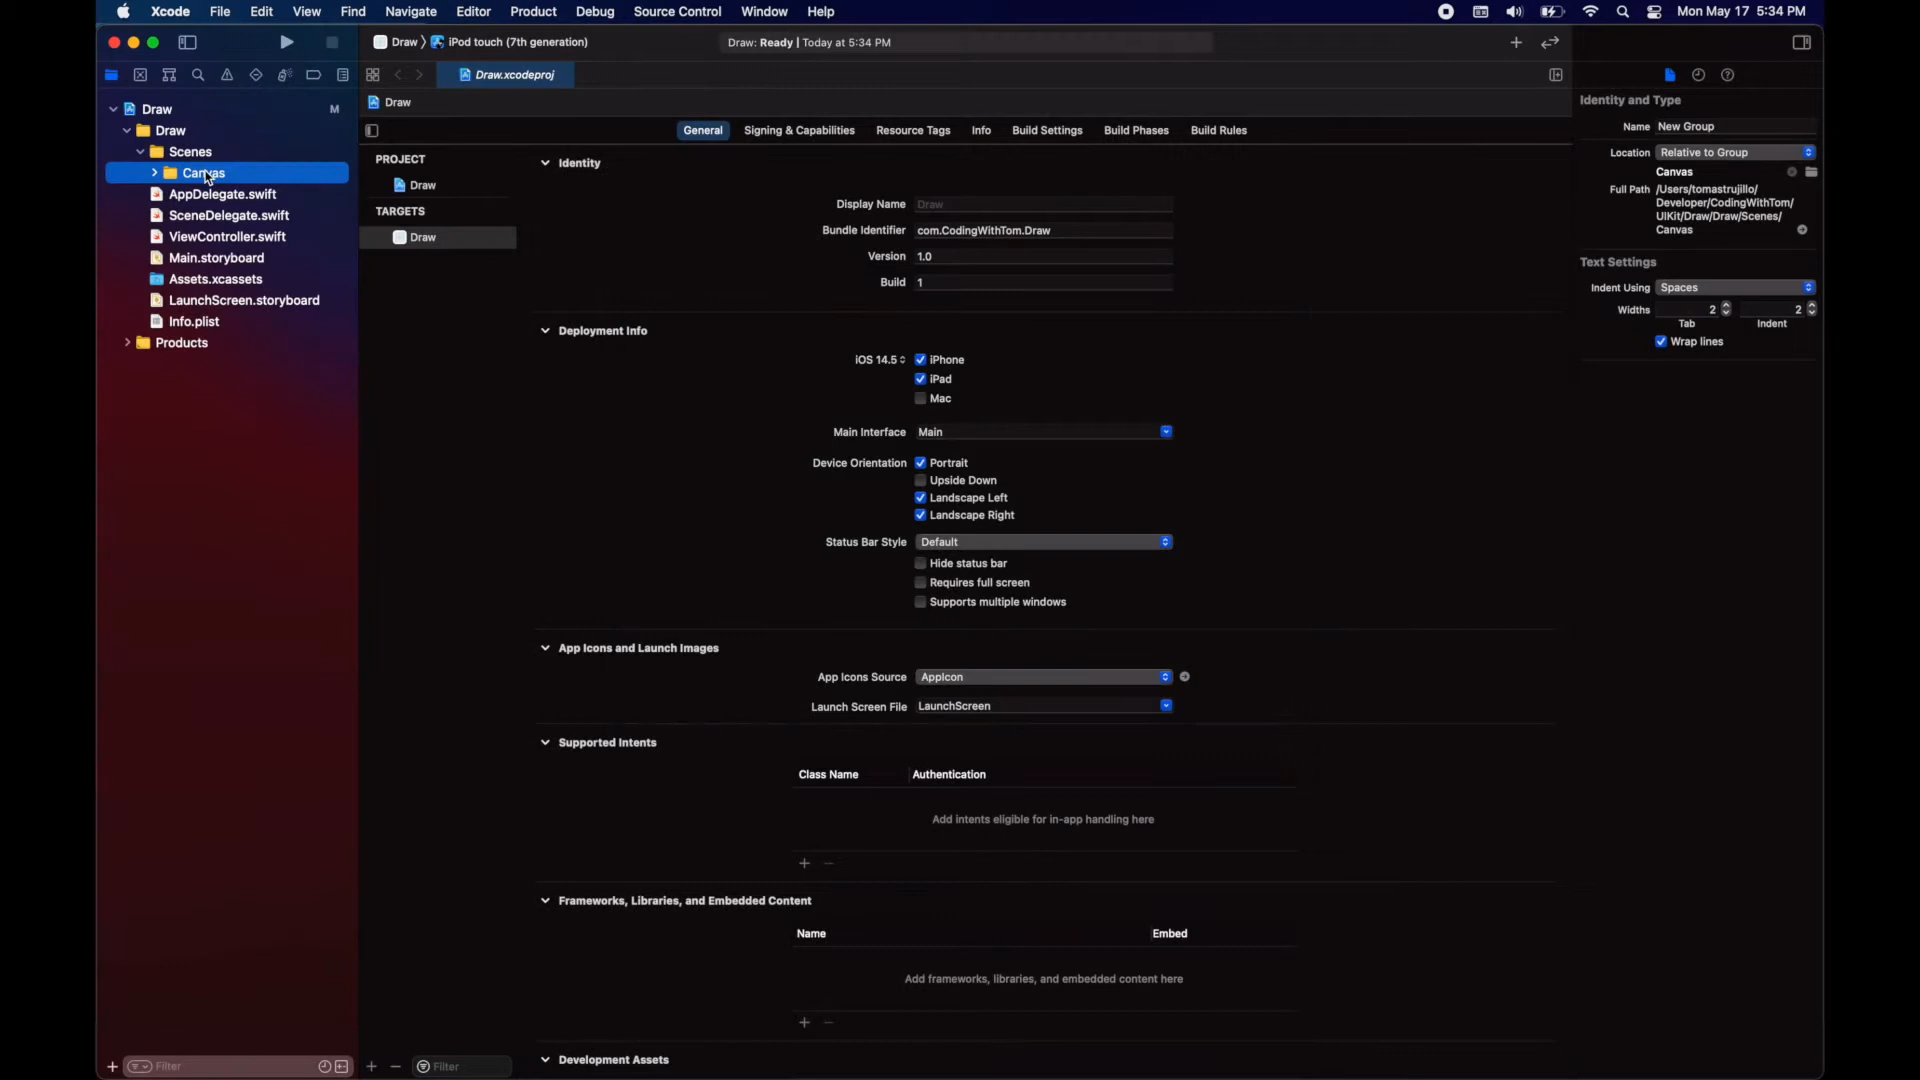 Xcode File Edit View Find Navigate Editor Product Debug Source Control Window Help
Mon May 17 5:34 PM
Draw
iPod touch (7th generation)
Draw: Ready | Today at 5:34 PM
Draw.xcodeproj
Draw
Draw
M
Draw
Scenes
Canvas
AppDelegate.swift
SceneDelegate.swift
ViewController.swift
Main.storyboard
Assets.xcassets
LaunchScreen.storyboard
Info.plist
Products
Filter
PROJECT
Draw
TARGETS
Draw
Filter
General Signing & Capabilities Resource Tags Info Build Settings Build Phases Build Rules
Identity
Display Name Draw
Bundle Identifier com.CodingWithTom.Draw
Version 1.0
Build 1
Deployment Info
iOS 14.5 iPhone
iPad
Mac
Main Interface Main
Device Orientation Portrait
Upside Down
Landscape Left
Landscape Right
Status Bar Style Default
Hide status bar
Requires full screen
Supports multiple windows
App Icons and Launch Images
App Icons Source AppIcon
Launch Screen File LaunchScreen
Supported Intents
Class Name Authentication
Add intents eligible for in-app handling here
Frameworks, Libraries, and Embedded Content
Name Embed
Add frameworks, libraries, and embedded content here
Development Assets
Identity and Type
Name New Group
Location Relative to Group
Canvas
Full Path /Users/tomastrujillo/
Developer/CodingWithTom/
UIKit/Draw/Draw/Scenes/
Canvas
Text Settings
Indent Using Spaces
Widths 2 2
Tab Indent
Wrap lines